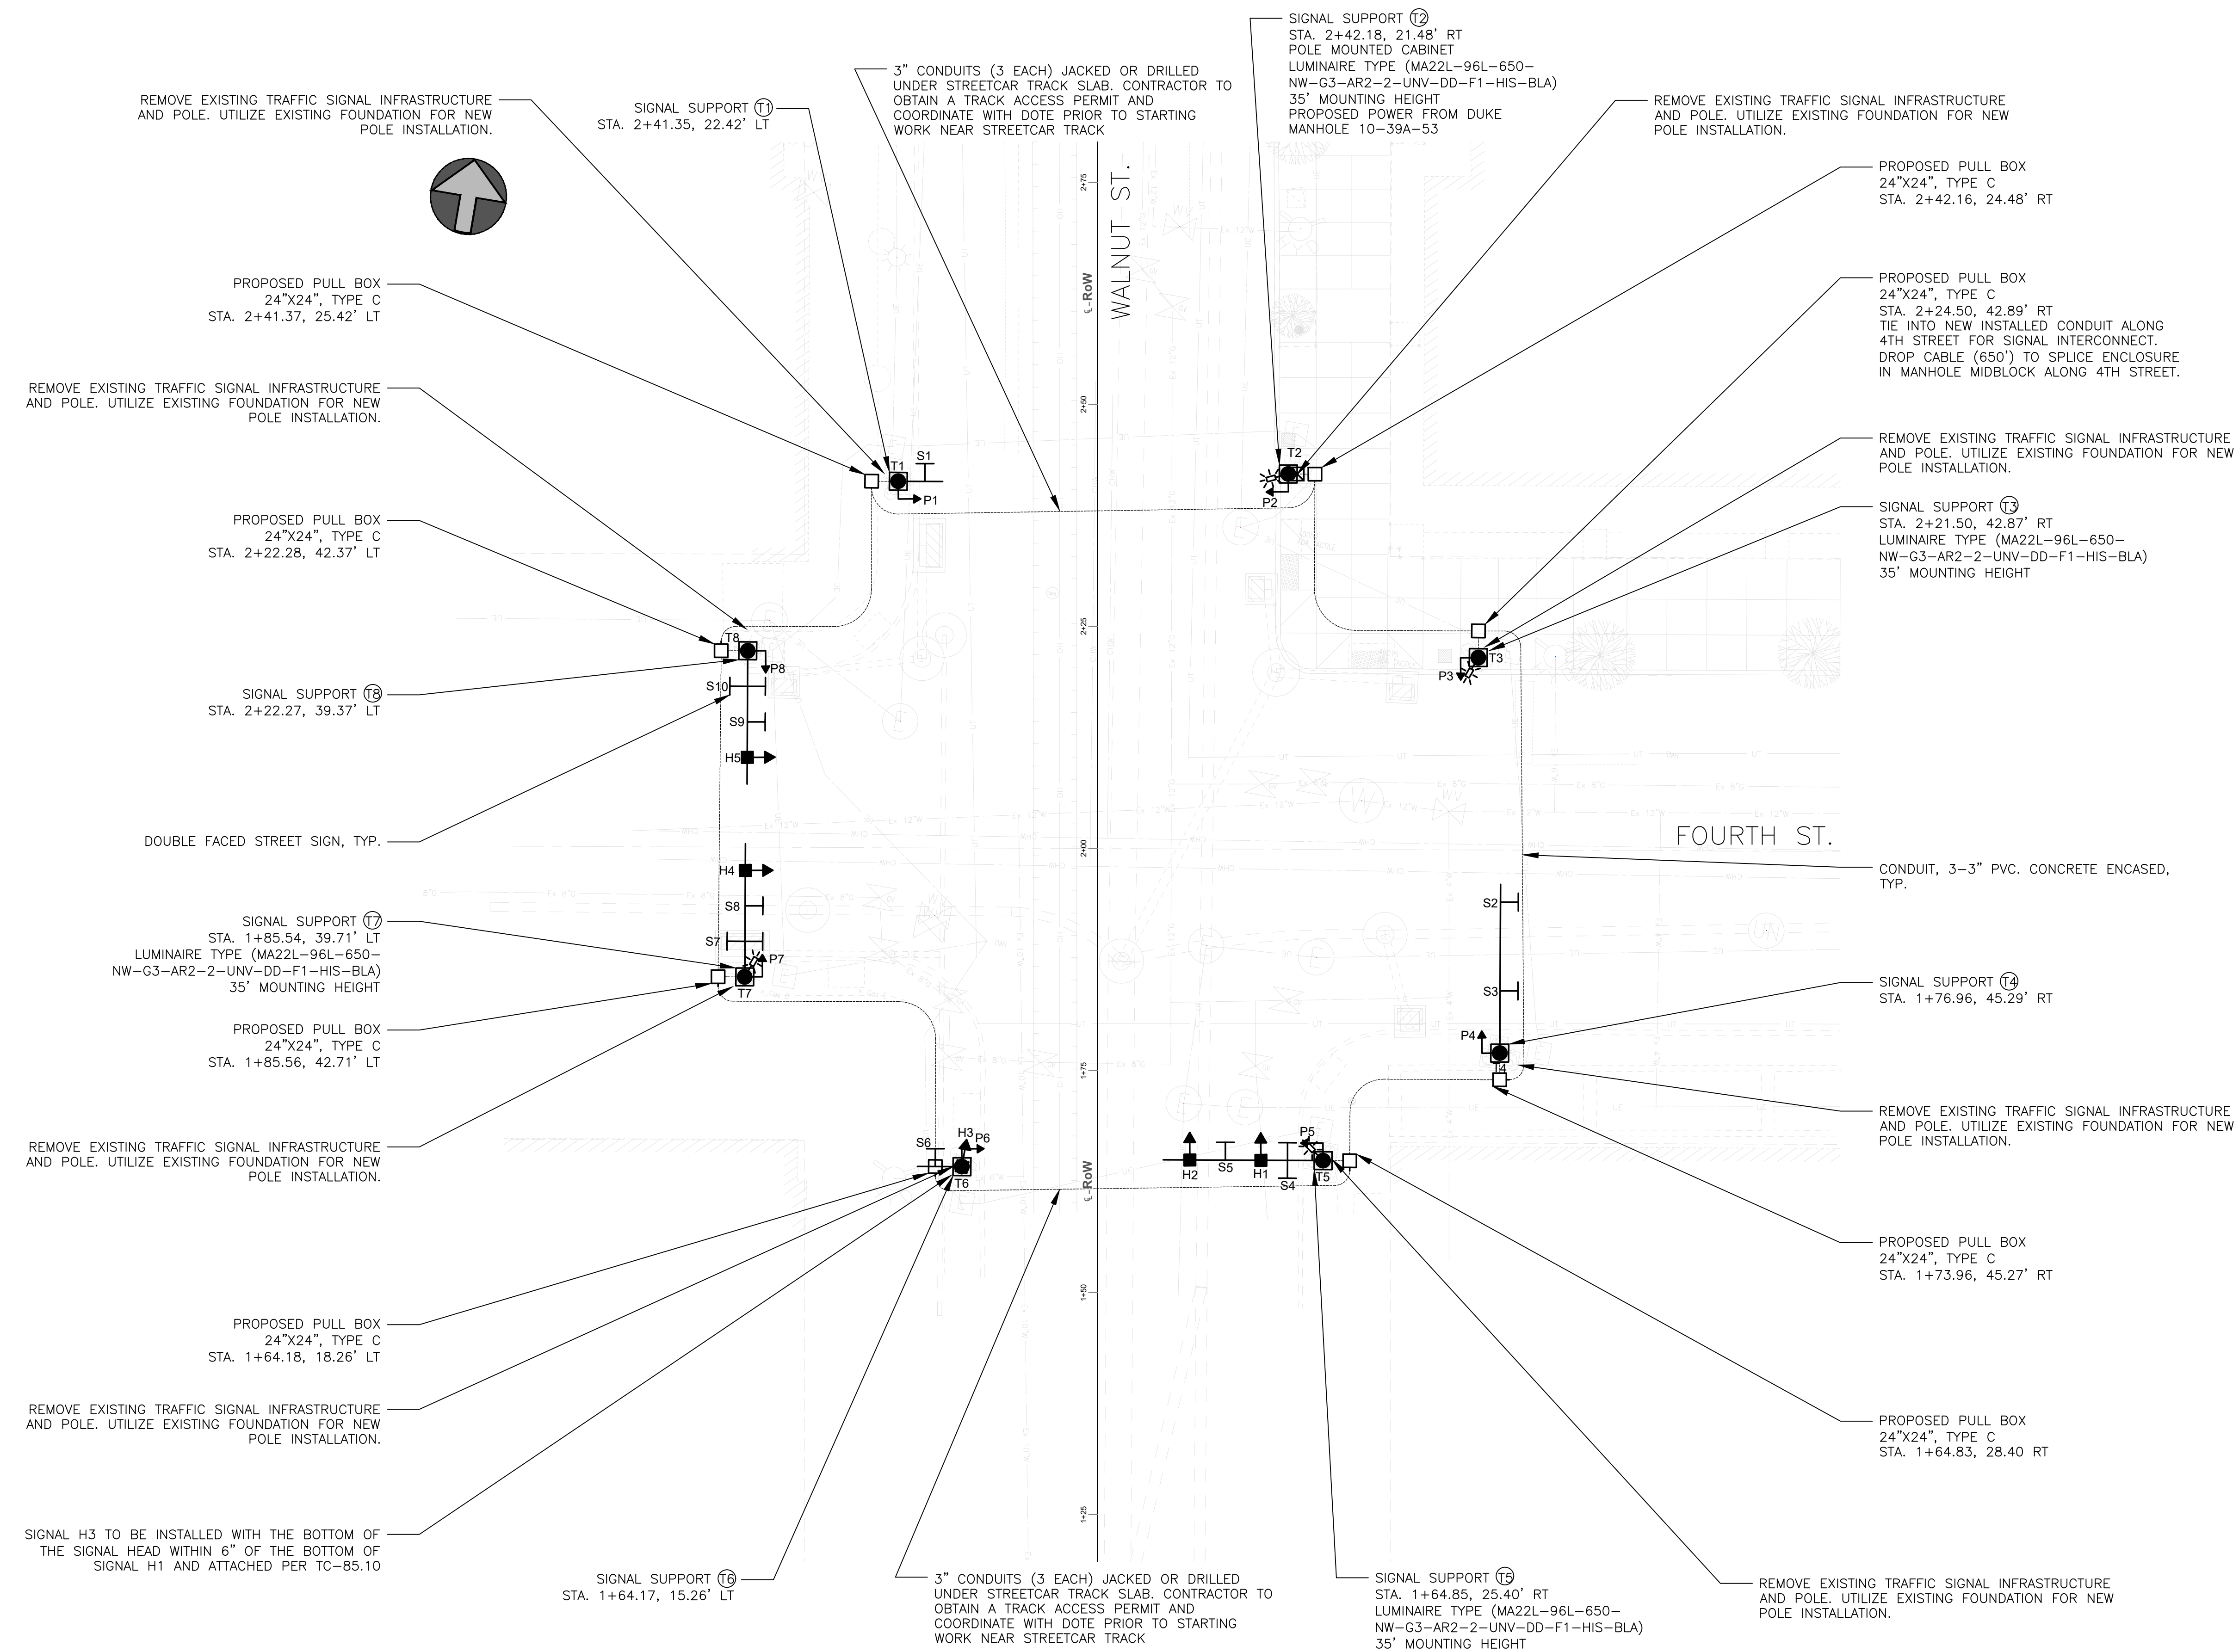 SIGNAL SUPPORT T2
STA. 2+42.18, 21.48' RT
POLE MOUNTED CABINET
LUMINAIRE TYPE (MA22L-96L-650-
NW-G3-AR2-2-UNV-DD-F1-HIS-BLA)
35' MOUNTING HEIGHT
PROPOSED POWER FROM DUKE
MANHOLE 10-39A-53
3" CONDUITS (3 EACH) JACKED OR DRILLED
UNDER STREETCAR TRACK SLAB. CONTRACTOR TO
OBTAIN A TRACK ACCESS PERMIT AND
COORDINATE WITH DOTE PRIOR TO STARTING
WORK NEAR STREETCAR TRACK
REMOVE EXISTING TRAFFIC SIGNAL INFRASTRUCTURE
AND POLE. UTILIZE EXISTING FOUNDATION FOR NEW
POLE INSTALLATION.
SIGNAL SUPPORT T1
STA. 2+41.35, 22.42' LT
REMOVE EXISTING TRAFFIC SIGNAL INFRASTRUCTURE
AND POLE. UTILIZE EXISTING FOUNDATION FOR NEW
POLE INSTALLATION.
PROPOSED PULL BOX
24"X24", TYPE C
STA. 2+42.16, 24.48' RT
PROPOSED PULL BOX
24"X24", TYPE C
STA. 2+41.37, 25.42' LT
PROPOSED PULL BOX
24"X24", TYPE C
STA. 2+24.50, 42.89' RT
TIE INTO NEW INSTALLED CONDUIT ALONG
4TH STREET FOR SIGNAL INTERCONNECT.
DROP CABLE (650') TO SPLICE ENCLOSURE
IN MANHOLE MIDBLOCK ALONG 4TH STREET.
REMOVE EXISTING TRAFFIC SIGNAL INFRASTRUCTURE
AND POLE. UTILIZE EXISTING FOUNDATION FOR NEW
POLE INSTALLATION.
REMOVE EXISTING TRAFFIC SIGNAL INFRASTRUCTURE
AND POLE. UTILIZE EXISTING FOUNDATION FOR NEW
POLE INSTALLATION.
PROPOSED PULL BOX
24"X24", TYPE C
STA. 2+22.28, 42.37' LT
SIGNAL SUPPORT T3
STA. 2+21.50, 42.87' RT
LUMINAIRE TYPE (MA22L-96L-650-
NW-G3-AR2-2-UNV-DD-F1-HIS-BLA)
35' MOUNTING HEIGHT
SIGNAL SUPPORT T8
STA. 2+22.27, 39.37' LT
DOUBLE FACED STREET SIGN, TYP.
WALNUT ST.
FOURTH ST.
2+75
℄-RoW
2+50
2+25
2+00
1+75
℄-RoW
1+50
1+25
T1
S1
P1
T2
P2
T8
P8
S10
S9
H5
T3
P3
H4
S8
S7
P7
T7
S2
S3
P4
T4
S6
H3
P6
T6
H2
S5
H1
S4
P5
T5
CONDUIT, 3-3" PVC. CONCRETE ENCASED,
TYP.
SIGNAL SUPPORT T7
STA. 1+85.54, 39.71' LT
LUMINAIRE TYPE (MA22L-96L-650-
NW-G3-AR2-2-UNV-DD-F1-HIS-BLA)
35' MOUNTING HEIGHT
SIGNAL SUPPORT T4
STA. 1+76.96, 45.29' RT
PROPOSED PULL BOX
24"X24", TYPE C
STA. 1+85.56, 42.71' LT
REMOVE EXISTING TRAFFIC SIGNAL INFRASTRUCTURE
AND POLE. UTILIZE EXISTING FOUNDATION FOR NEW
POLE INSTALLATION.
REMOVE EXISTING TRAFFIC SIGNAL INFRASTRUCTURE
AND POLE. UTILIZE EXISTING FOUNDATION FOR NEW
POLE INSTALLATION.
PROPOSED PULL BOX
24"X24", TYPE C
STA. 1+73.96, 45.27' RT
PROPOSED PULL BOX
24"X24", TYPE C
STA. 1+64.18, 18.26' LT
REMOVE EXISTING TRAFFIC SIGNAL INFRASTRUCTURE
AND POLE. UTILIZE EXISTING FOUNDATION FOR NEW
POLE INSTALLATION.
PROPOSED PULL BOX
24"X24", TYPE C
STA. 1+64.83, 28.40 RT
SIGNAL H3 TO BE INSTALLED WITH THE BOTTOM OF
THE SIGNAL HEAD WITHIN 6" OF THE BOTTOM OF
SIGNAL H1 AND ATTACHED PER TC-85.10
SIGNAL SUPPORT T6
STA. 1+64.17, 15.26' LT
3" CONDUITS (3 EACH) JACKED OR DRILLED
UNDER STREETCAR TRACK SLAB. CONTRACTOR TO
OBTAIN A TRACK ACCESS PERMIT AND
COORDINATE WITH DOTE PRIOR TO STARTING
WORK NEAR STREETCAR TRACK
SIGNAL SUPPORT T5
STA. 1+64.85, 25.40' RT
LUMINAIRE TYPE (MA22L-96L-650-
NW-G3-AR2-2-UNV-DD-F1-HIS-BLA)
35' MOUNTING HEIGHT
REMOVE EXISTING TRAFFIC SIGNAL INFRASTRUCTURE
AND POLE. UTILIZE EXISTING FOUNDATION FOR NEW
POLE INSTALLATION.